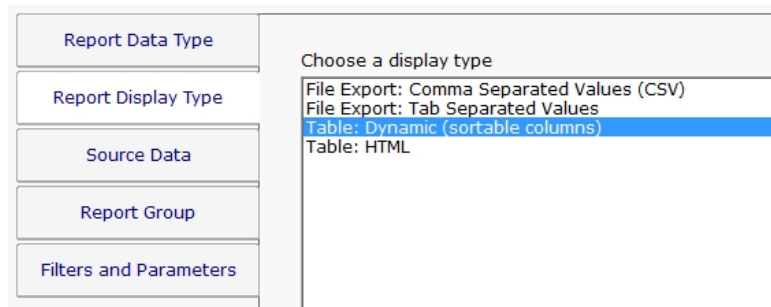 Report Data Type
Report Display Type
Source Data
Report Group
Filters and Parameters
Choose a display type
File Export: Comma Separated Values (CSV)
File Export: Tab Separated Values
Table: Dynamic (sortable columns)
Table: HTML